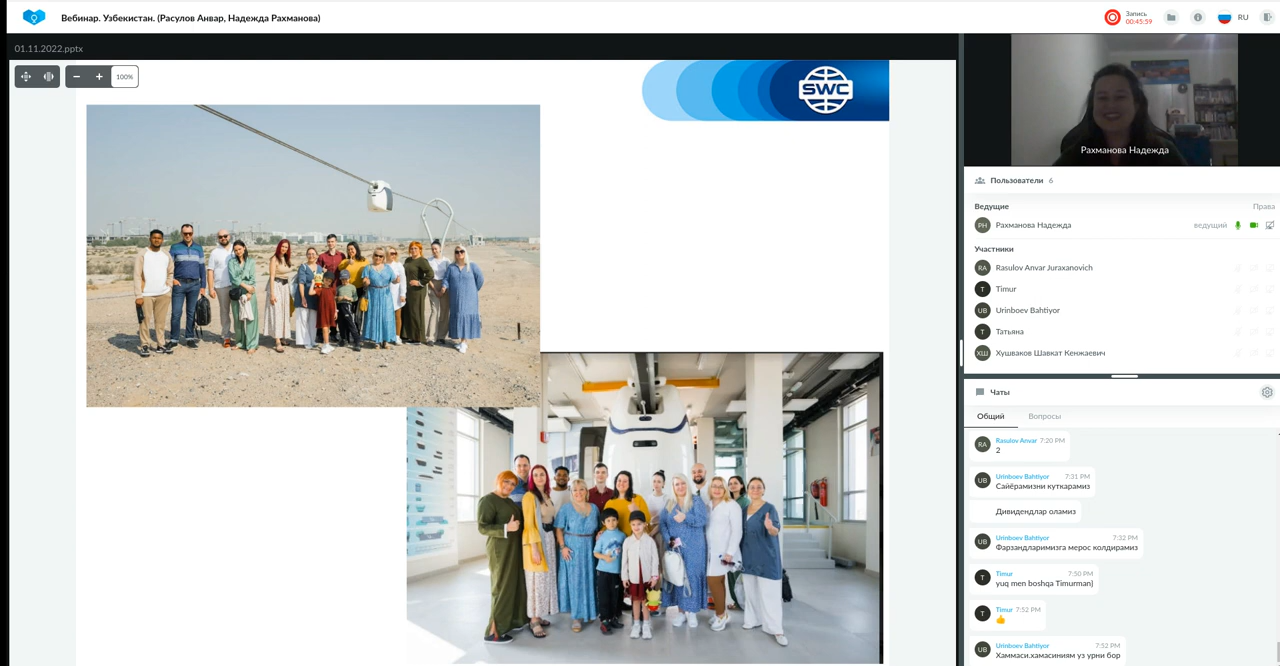 Вебинар. Узбекистан. (Расулов Анвар, Надежда Рахманова)
Запись
00:45:59
RU
01.11.2022.pptx
100%
SWC
Рахманова Надежда
Пользователи 6
Ведущие Права
РН Рахманова Надежда ведущий
Участники
RA Rasulov Anvar Juraxanovich
T Timur
UB Urinboev Bahtiyor
Т Татьяна
ХШ Хушваков Шавкат Кенжаевич
Чаты
Общий Вопросы
RA Rasulov Anvar 7:20 PM
2
UB Urinboev Bahtiyor 7:31 PM
Сайёрамизни куткарамиз
Дивидендлар оламиз
UB Urinboev Bahtiyor 7:32 PM
Фарзандларимизга мерос колдирамиз
T Timur 7:50 PM
yuq men boshqa Timurman)
T Timur 7:52 PM
👍
UB Urinboev Bahtiyor 7:52 PM
Хаммаси.хамасиниям уз урни бор